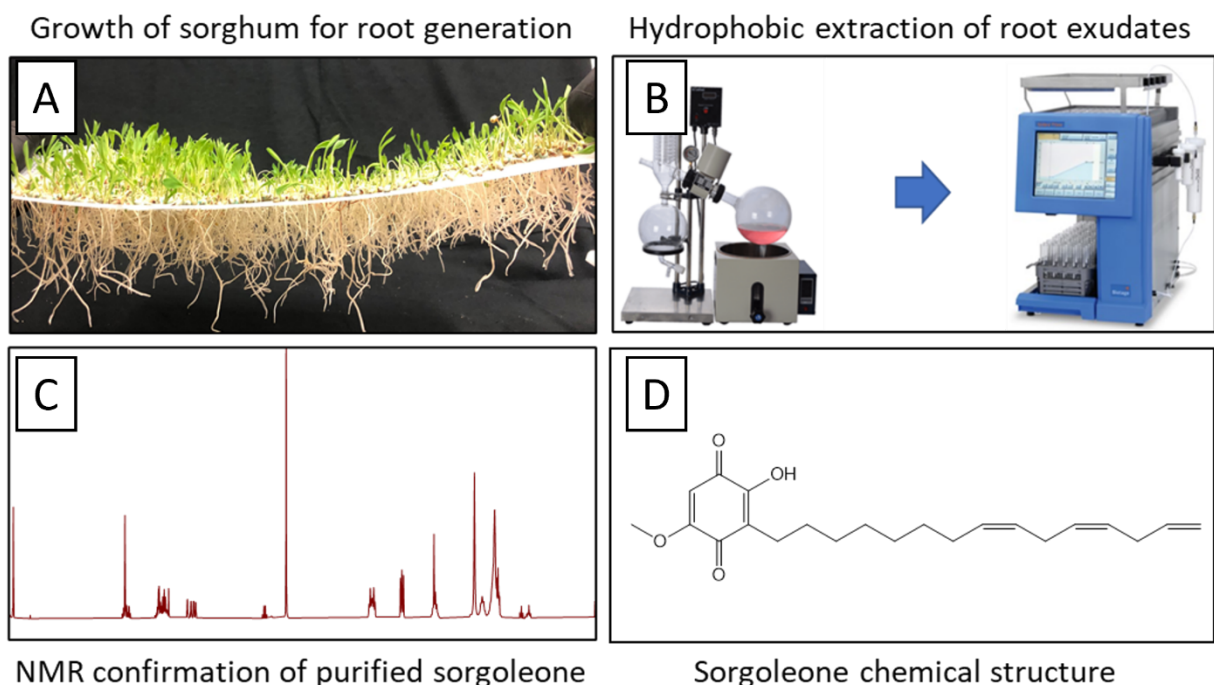 Growth of sorghum for root generation
Hydrophobic extraction of root exudates
A
B
C
D
O
OH
O
O
NMR confirmation of purified sorgoleone
Sorgoleone chemical structure